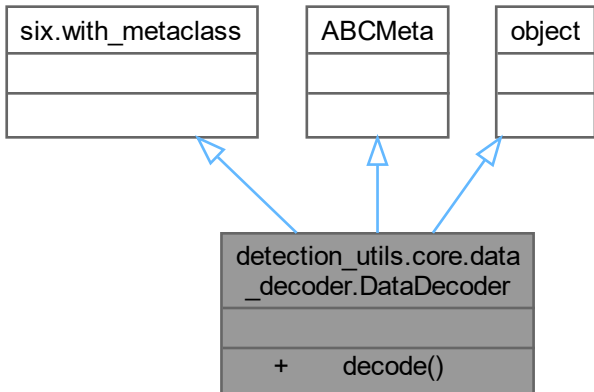 six.with_metaclass
ABCMeta
object
detection_utils.core.data
_decoder.DataDecoder
+ decode()